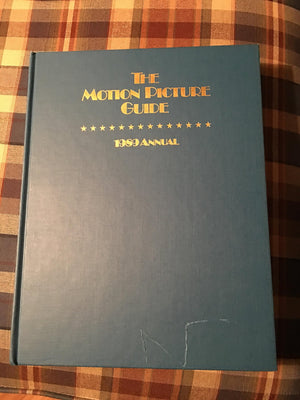 The
Motion Picture
Guide
1989 Annual